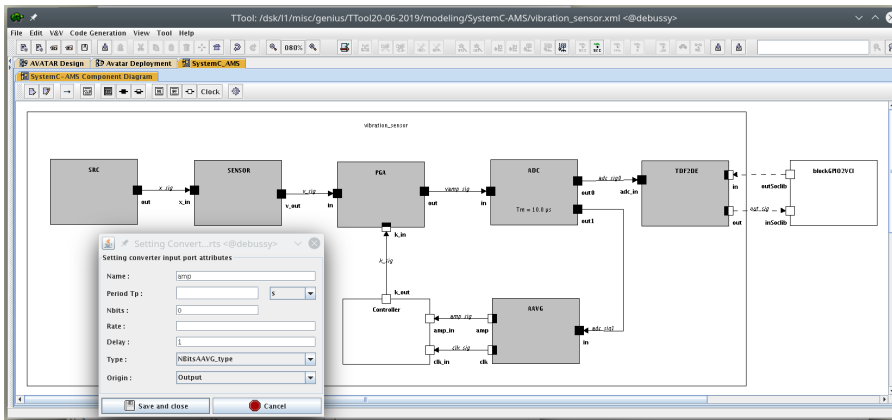 TTool: /dsk/l1/misc/genius/TTool20-06-2019/modeling/SystemC-AMS/vibration_sensor.xml <@debussy>
File Edit V&V Code Generation View Tool Help
080%
AVATAR Design Avatar Deployment SystemC_AMS
SystemC-AMS Component Diagram
Clock
vibration_sensor
SRC
SENSOR
PGA
ADC
TDF2DE
blockGPIO2VCI
x_sig
v_sig
vamp_sig
adc_sig0
out x_in
v_out in
out in
out0 adc_in
in outSoclib
Tm = 10.0 µs
out1
out_sig
out inSoclib
k_in
k_sig
k_out
Controller
AAVG
amp_sig
amp_in amp
adc_sig1
in
clk_sig
clk_in clk
Setting Convert...rts <@debussy>
Setting converter input port attributes
Name : amp
Period Tp : s
Nbits : 0
Rate :
Delay : 1
Type : NBitsAAVG_type
Origin : Output
Save and close Cancel